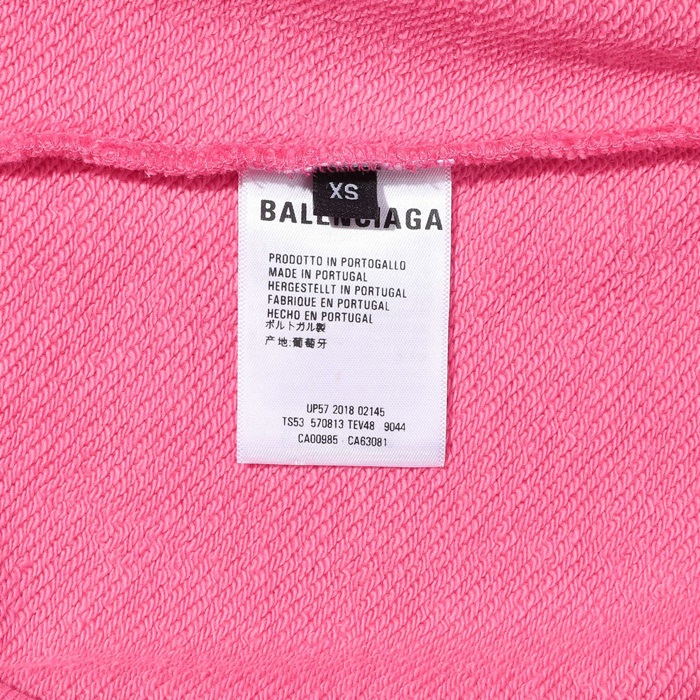 XS
BALENCIAGA
PRODOTTO IN PORTOGALLO
MADE IN PORTUGAL
HERGESTELLT IN PORTUGAL
FABRIQUE EN PORTUGAL
HECHO EN PORTUGAL
ポルトガル製
产地:葡萄牙
UP57 2018 02145
TS53 570813 TEV48 9044
CA00985 - CA63081